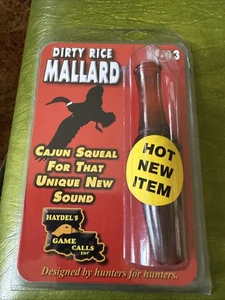 DIRTY RICE
MALLARD
CAJUN SQUEAL
FOR THAT
UNIQUE NEW
SOUND
HOT
NEW
ITEM
HAYDEL'S
GAME
CALLS
INC
Designed by hunters for hunters.